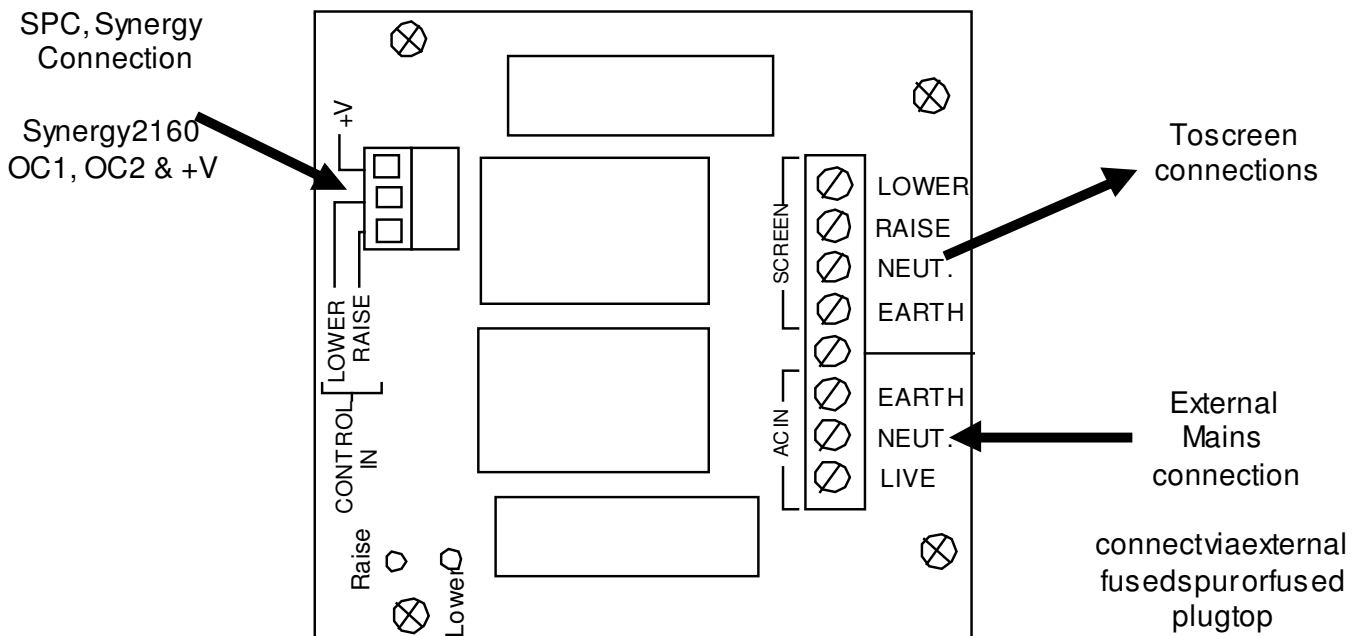 SPC, Synergy
Connection
Synergy2160
OC1, OC2 & +V
+V
LOWER
RAISE
CONTROL
IN
Raise
Lower
SCREEN
LOWER
RAISE
NEUT.
EARTH
AC IN
EARTH
NEUT.
LIVE
Toscreen
connections
External
Mains
connection
connectviaexternal
fusedspurorfused
plugtop